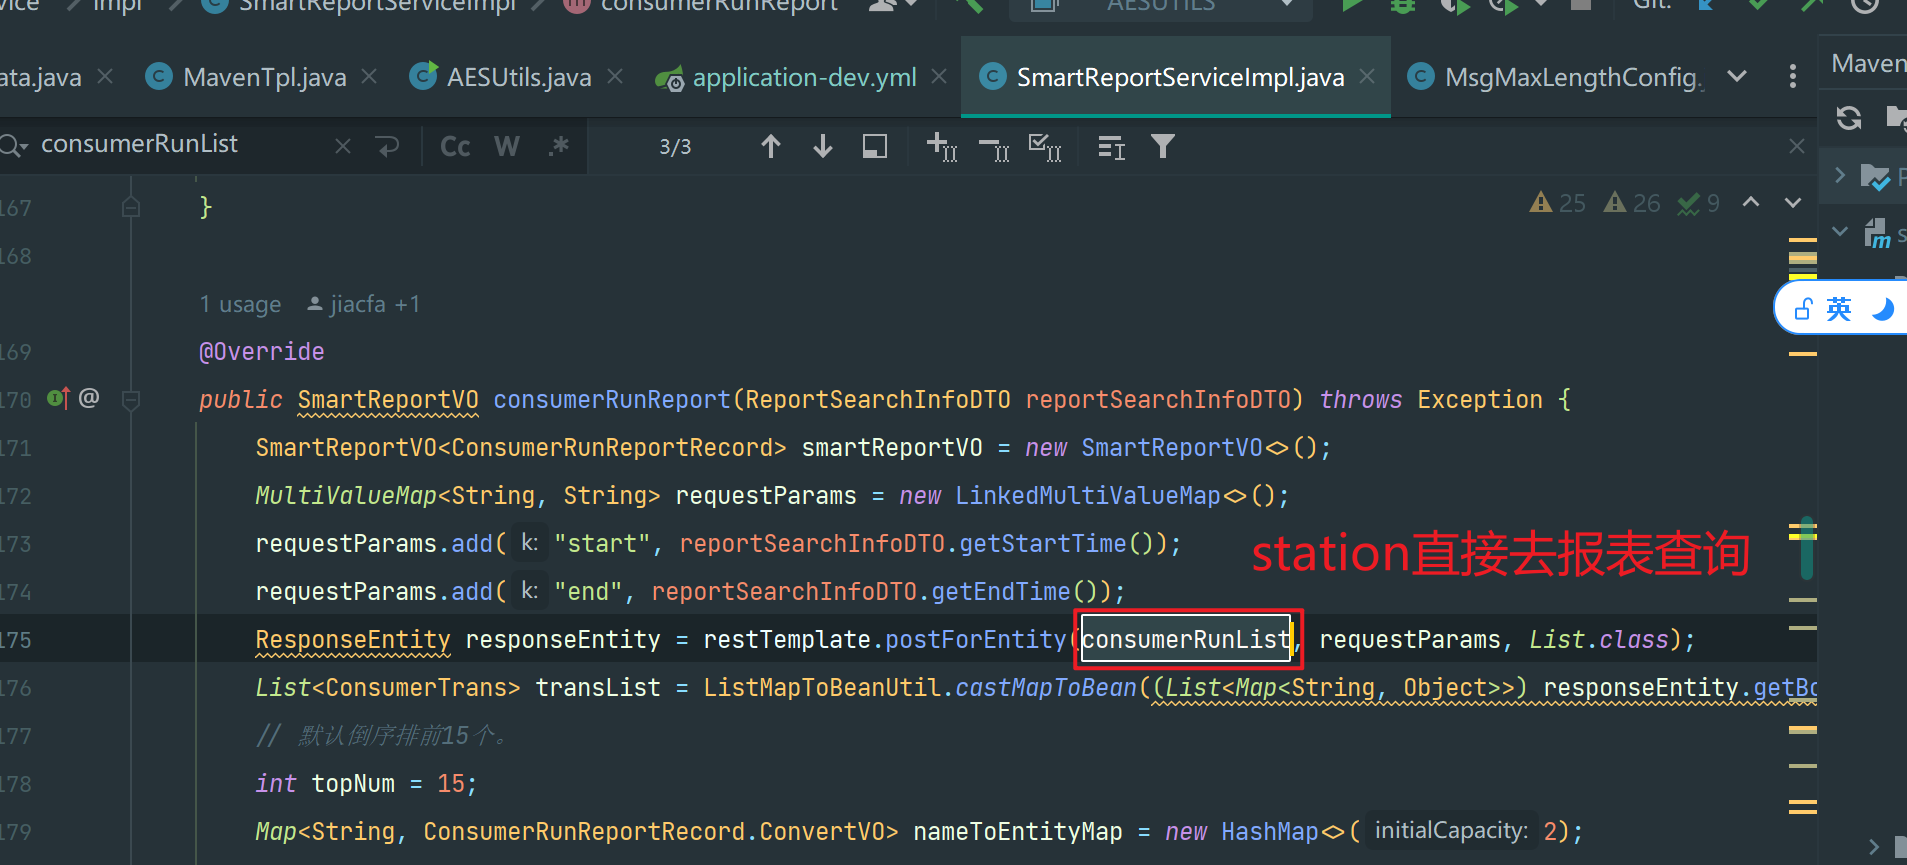 impl SmartReportServiceImpl consumerRunReport AESUTILS Git:
ata.java MavenTpl.java AESUtils.java application-dev.yml SmartReportServiceImpl.java MsgMaxLengthConfig. Maven
consumerRunList Cc W .* 3/3
167 }
25 26 9
168
英
1 usage jiacfa +1
169 @Override
170 public SmartReportVO consumerRunReport(ReportSearchInfoDTO reportSearchInfoDTO) throws Exception {
171 SmartReportVO<ConsumerRunReportRecord> smartReportVO = new SmartReportVO<>();
172 MultiValueMap<String, String> requestParams = new LinkedMultiValueMap<>();
173 requestParams.add( k: "start", reportSearchInfoDTO.getStartTime());
station直接去报表查询
174 requestParams.add( k: "end", reportSearchInfoDTO.getEndTime());
175 ResponseEntity responseEntity = restTemplate.postForEntity(consumerRunList, requestParams, List.class);
176 List<ConsumerTrans> transList = ListMapToBeanUtil.castMapToBean((List<Map<String, Object>>) responseEntity.getBo
177 // 默认倒序排前15个。
178 int topNum = 15;
179 Map<String, ConsumerRunReportRecord.ConvertVO> nameToEntityMap = new HashMap<>( initialCapacity: 2);